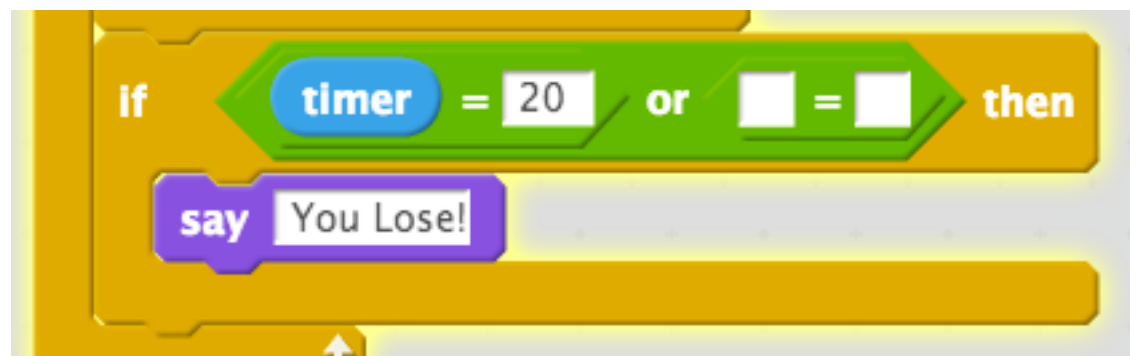 if timer = 20 or = then
say You Lose!